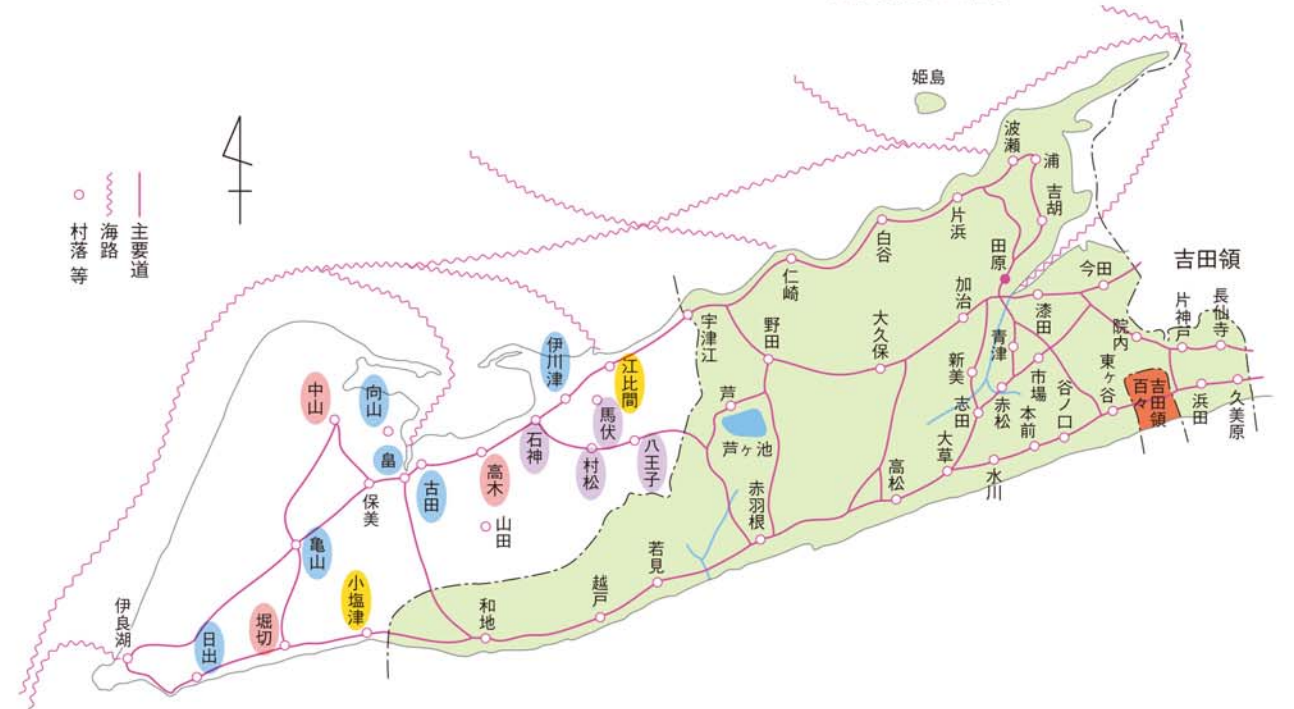 姫島
主要道
海路
村落 等
波瀬
浦
吉胡
片浜
白谷
田原
今田
吉田領
仁崎
加治
漆田
片神戸
長仙寺
院内
宇津江
野田
大久保
青津
新美
市場
東ヶ谷
谷ノ口
百々
吉田領
浜田
久美原
伊川津
江比間
中山
向山
馬伏
芦
芦ヶ池
志田
赤松
本前
大草
水川
畠
古田
高木
石神
村松
八王子
高松
保美
山田
赤羽根
亀山
若見
小塩津
越戸
和地
伊良湖
日出
堀切